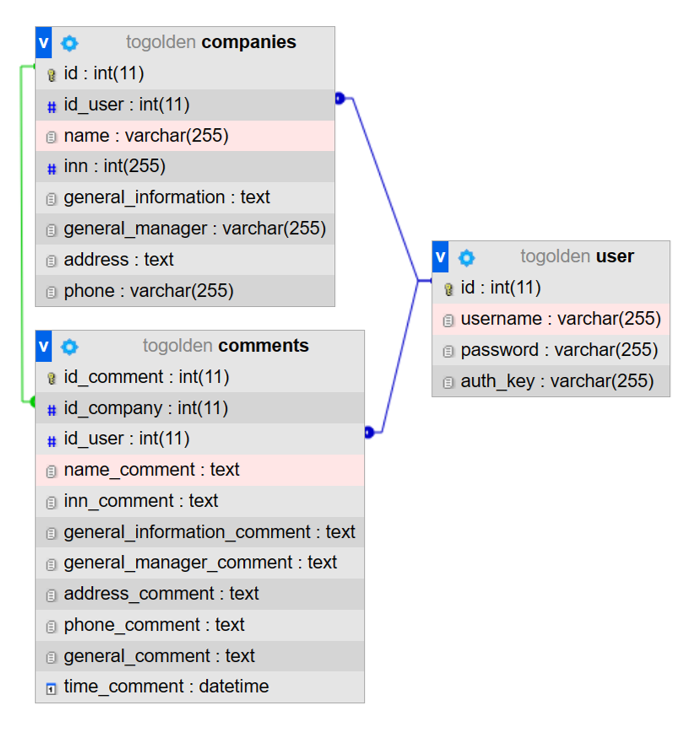 v togolden companies
id : int(11)
id_user : int(11)
name : varchar(255)
inn : int(255)
general_information : text
general_manager : varchar(255)
address : text
phone : varchar(255)
v togolden comments
id_comment : int(11)
id_company : int(11)
id_user : int(11)
name_comment : text
inn_comment : text
general_information_comment : text
general_manager_comment : text
address_comment : text
phone_comment : text
general_comment : text
time_comment : datetime
v togolden user
id : int(11)
username : varchar(255)
password : varchar(255)
auth_key : varchar(255)